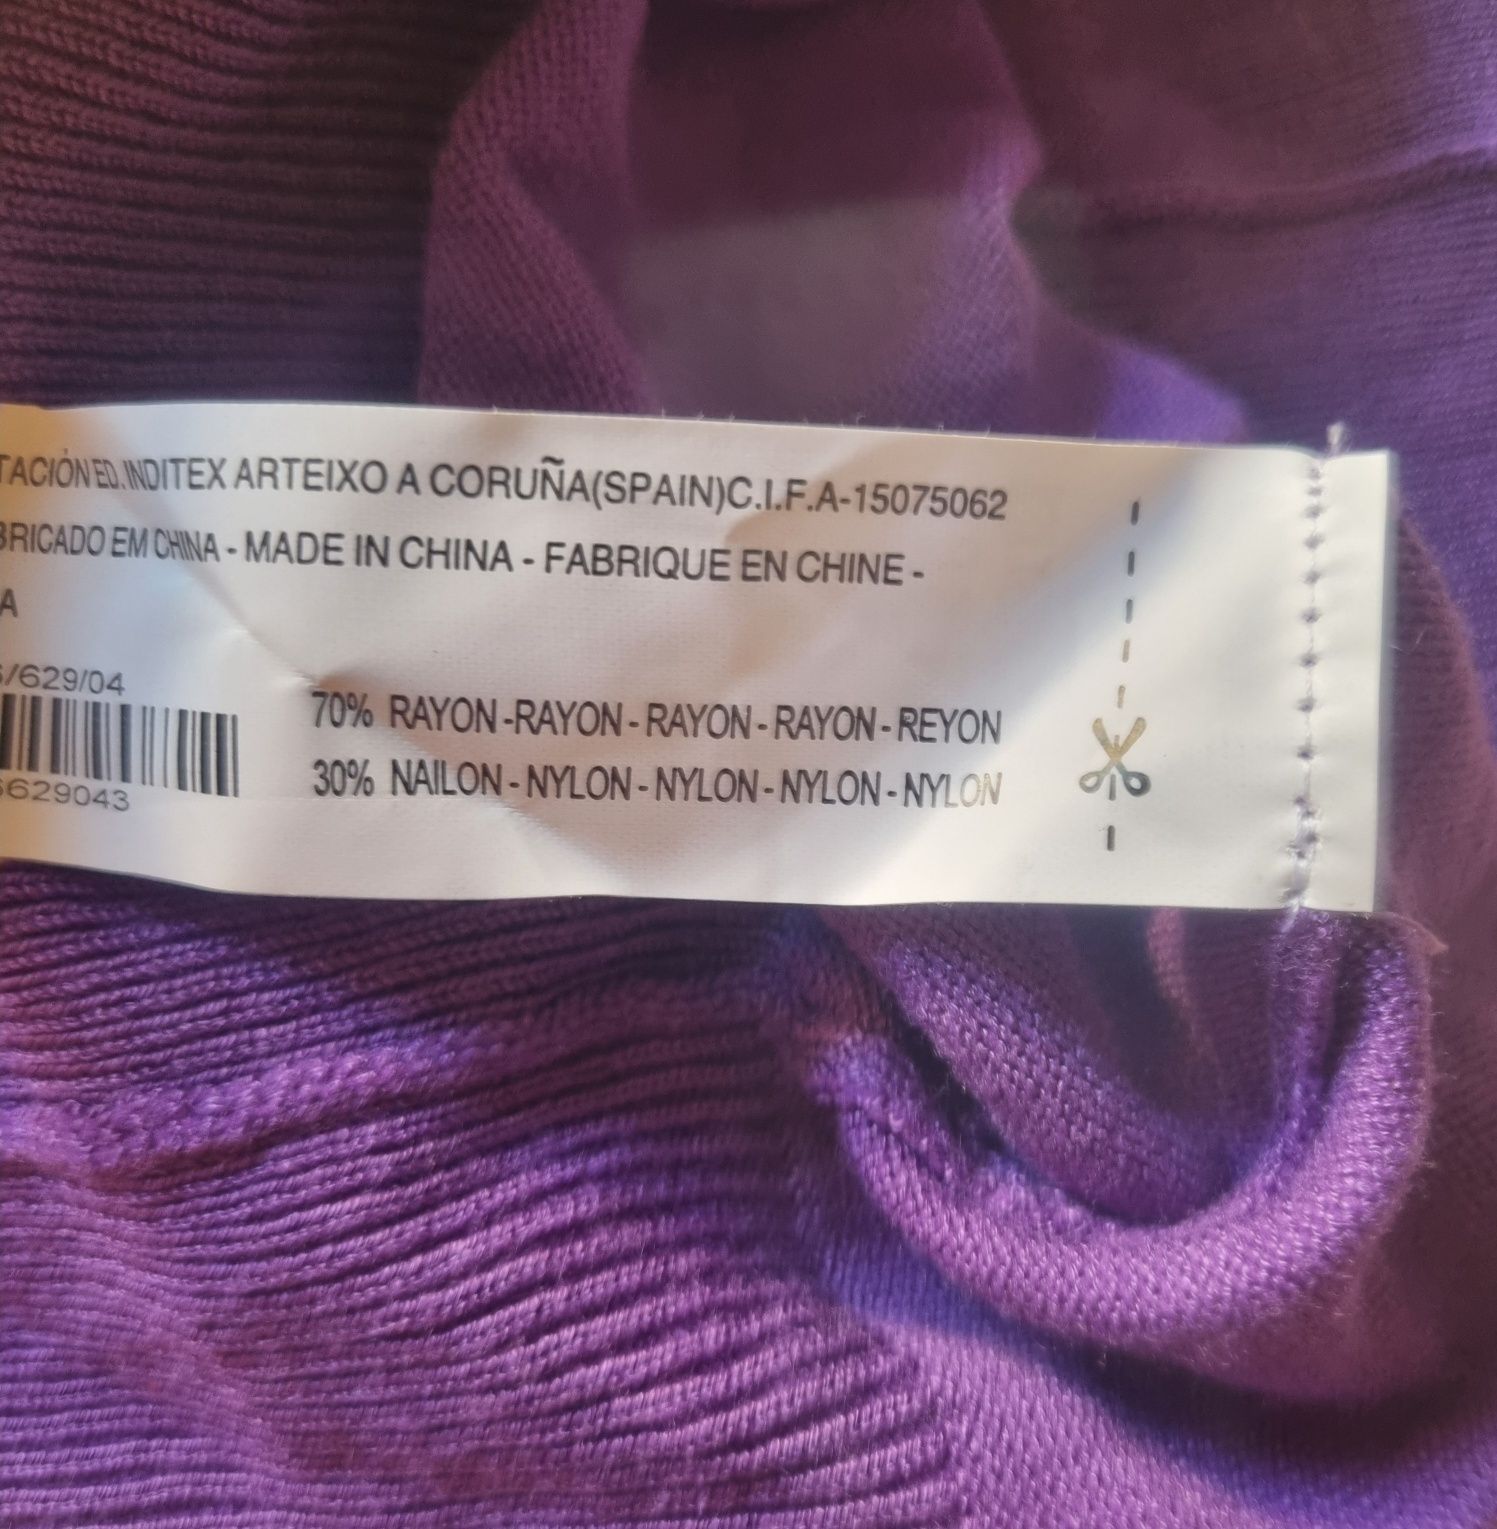 TACIÓN ED. INDITEX ARTEIXO A CORUÑA(SPAIN)C.I.F.A-15075062
BRICADO EM CHINA - MADE IN CHINA - FABRIQUE EN CHINE -
A
/629/04
6629043
70% RAYON - RAYON - RAYON - RAYON - REYON
30% NAILON - NYLON - NYLON - NYLON - NYLON